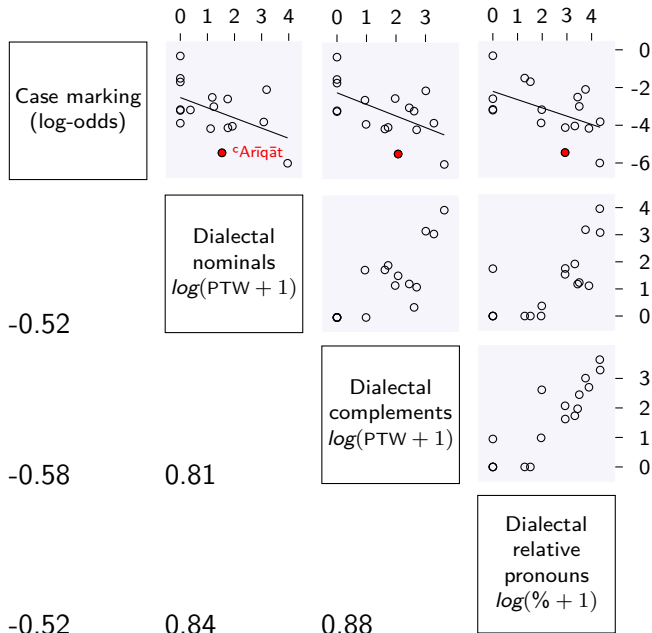 0 1 2 3 4 0 1 2 3 0 1 2 3 4
Case marking
(log-odds)
ᶜArīqāt
0
-2
-4
-6
Dialectal
nominals
log(PTW + 1)
4
3
2
1
0
-0.52
Dialectal
complements
log(PTW + 1)
3
2
1
0
-0.58 0.81
Dialectal
relative
pronouns
log(% + 1)
-0.52 0.84 0.88